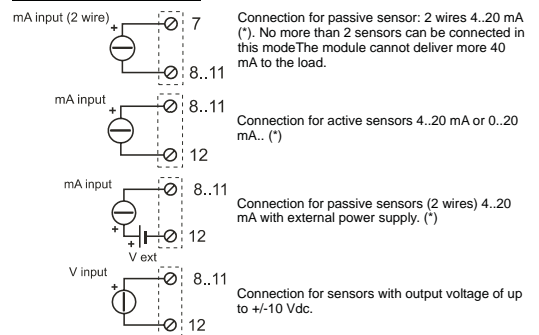 mA input (2 wire)
+
7
8..11
Connection for passive sensor: 2 wires 4..20 mA
(*). No more than 2 sensors can be connected in
this modeThe module cannot deliver more 40
mA to the load.
mA input
+
8..11
12
Connection for active sensors 4..20 mA or 0..20
mA.. (*)
mA input
8..11
+
+
12
V ext
Connection for passive sensors (2 wires) 4..20
mA with external power supply. (*)
V input
+
8..11
12
Connection for sensors with output voltage of up
to +/-10 Vdc.